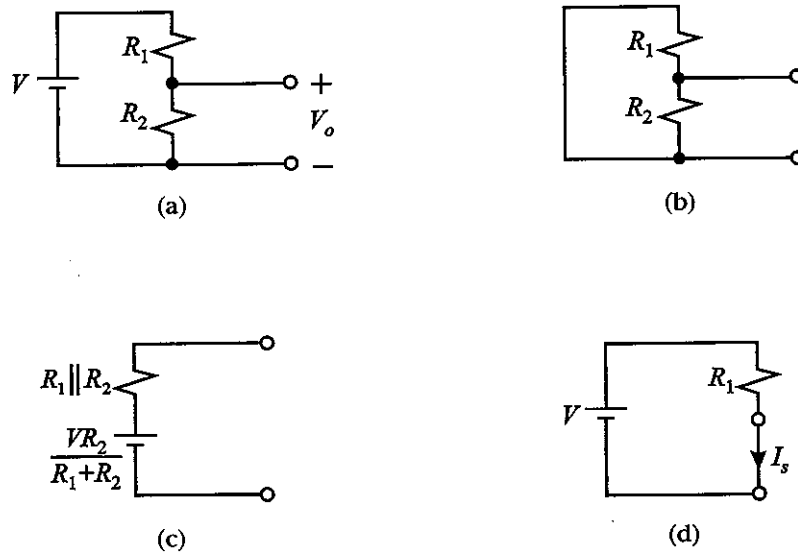 R₁
V
R₂
+
Vₒ
−
(a)
R₁
R₂
(b)
R₁||R₂
VR₂
R₁+R₂
(c)
R₁
V
Iₛ
(d)